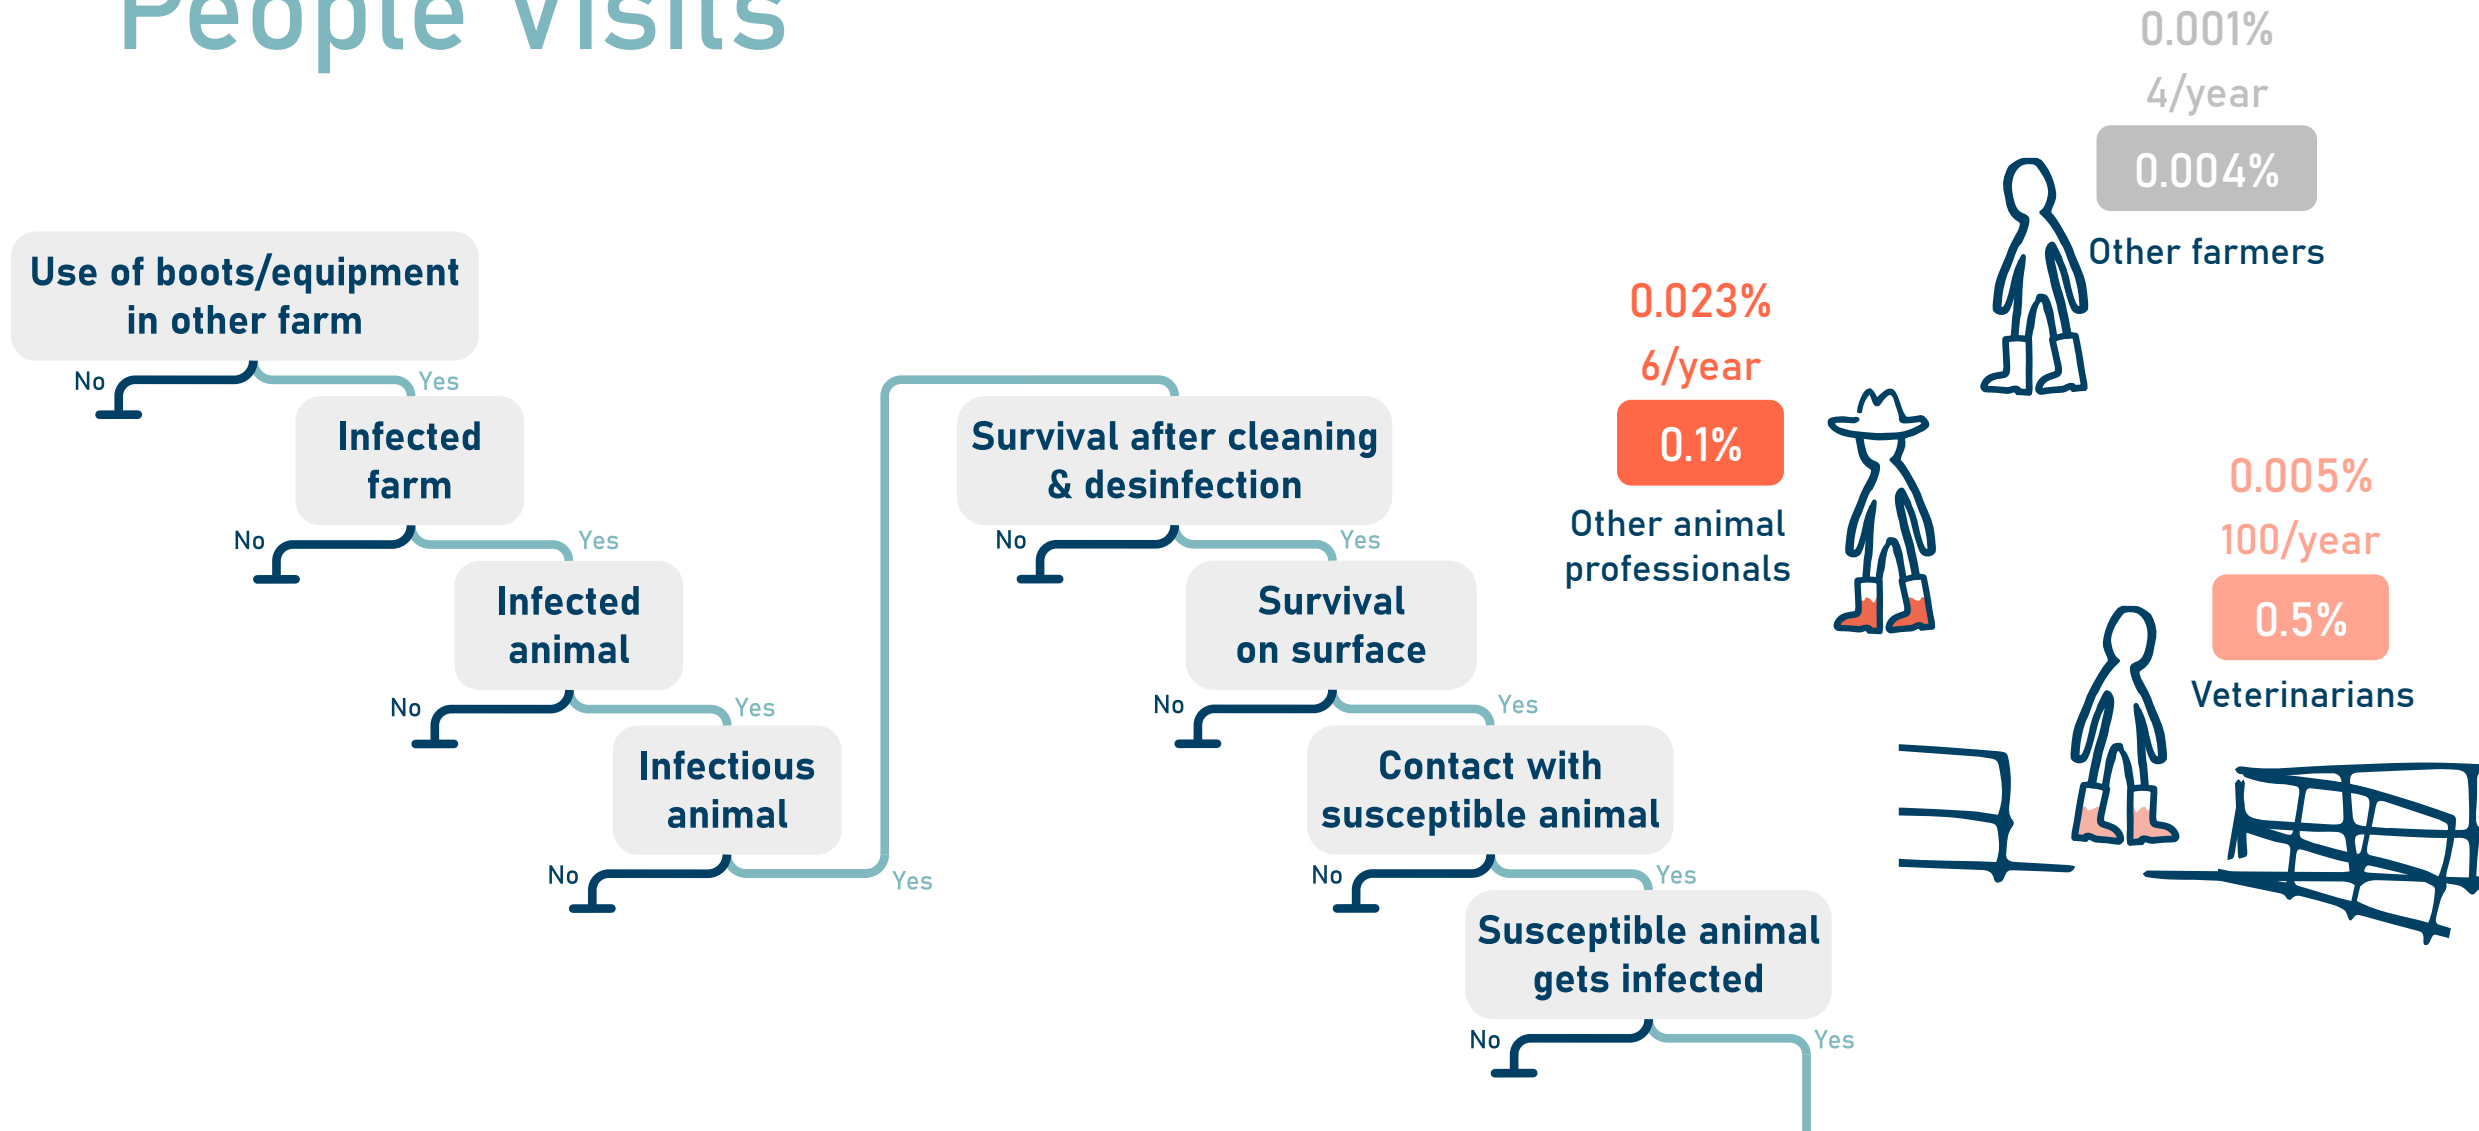 People Visits
Use of boots/equipment
in other farm
No
Yes
Infected
farm
No
Yes
Infected
animal
No
Yes
Infectious
animal
No
Yes
Survival after cleaning
& desinfection
No
Yes
Survival
on surface
No
Yes
Contact with
susceptible animal
No
Yes
Susceptible animal
gets infected
No
Yes
0.023%
6/year
0.1%
Other animal
professionals
0.001%
4/year
0.004%
Other farmers
0.005%
100/year
0.5%
Veterinarians